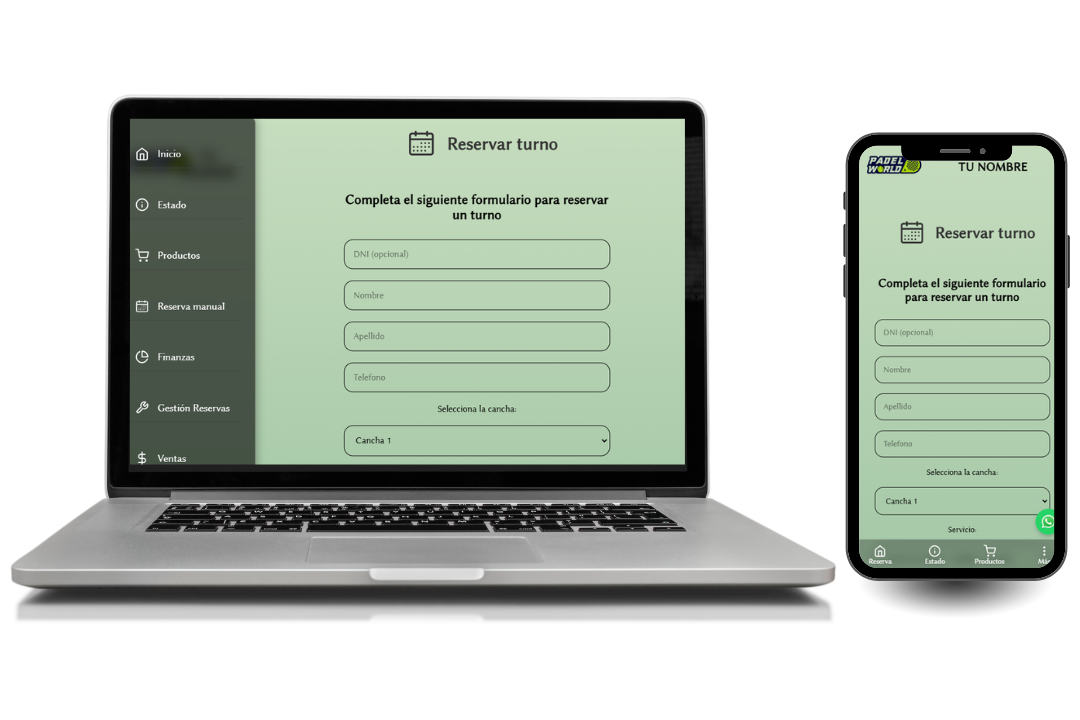 Inicio
Estado
Productos
Reserva manual
Finanzas
Gestión Reservas
Ventas
Reservar turno
Completa el siguiente formulario para reservar
un turno
DNI (opcional)
Nombre
Apellido
Telefono
Selecciona la cancha:
Cancha 1
PADEL
WORLD
TU NOMBRE
Reservar turno
Completa el siguiente formulario
para reservar un turno
DNI (opcional)
Nombre
Apellido
Telefono
Selecciona la cancha:
Cancha 1
Servicio:
Reserva
Estado
Productos